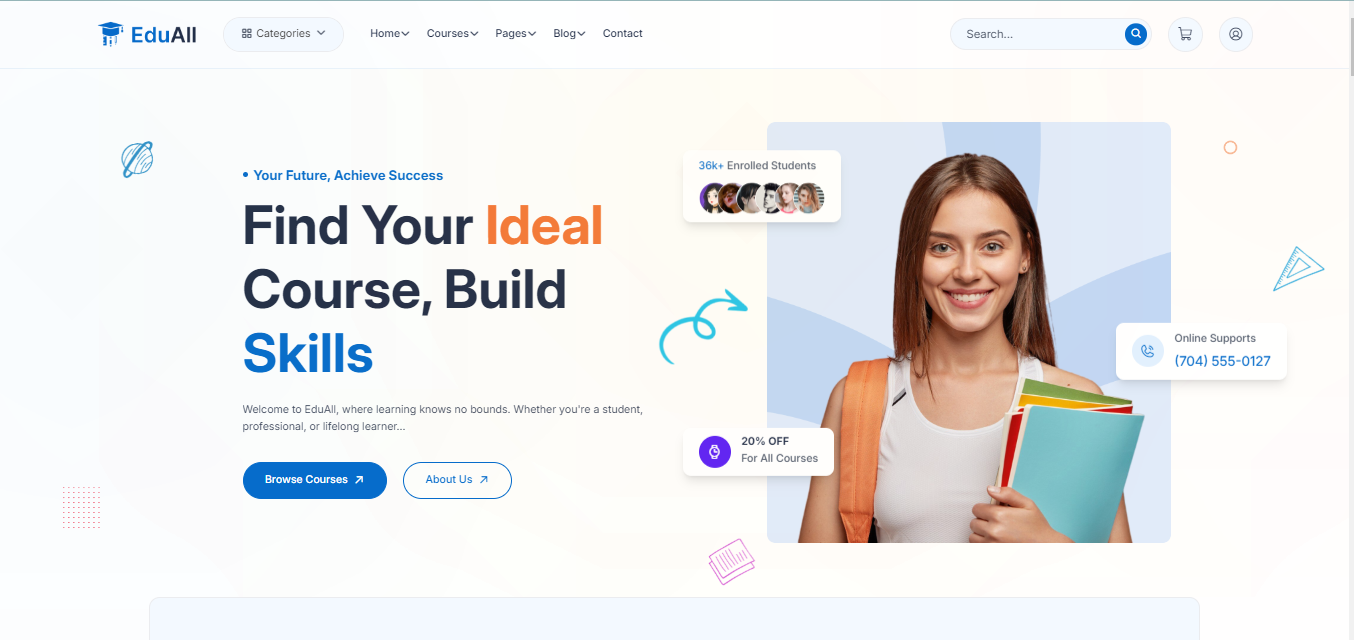 EduAll
Categories
Home
Courses
Pages
Blog
Contact
Search...
Your Future, Achieve Success
Find Your Ideal
Course, Build
Skills
Welcome to EduAll, where learning knows no bounds. Whether you're a student,
professional, or lifelong learner...
Browse Courses
About Us
36k+ Enrolled Students
Online Supports
(704) 555-0127
20% OFF
For All Courses